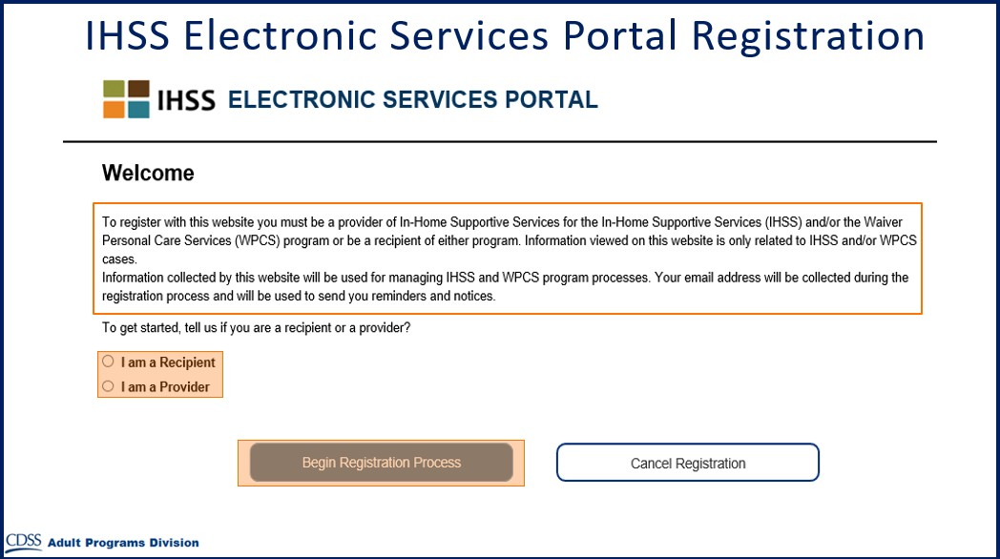 IHSS Electronic Services Portal Registration
IHSS ELECTRONIC SERVICES PORTAL
Welcome
To register with this website you must be a provider of In-Home Supportive Services for the In-Home Supportive Services (IHSS) and/or the Waiver
Personal Care Services (WPCS) program or be a recipient of either program. Information viewed on this website is only related to IHSS and/or WPCS
cases.
Information collected by this website will be used for managing IHSS and WPCS program processes. Your email address will be collected during the
registration process and will be used to send you reminders and notices.
To get started, tell us if you are a recipient or a provider?
I am a Recipient
I am a Provider
Begin Registration Process
Cancel Registration
CDSS Adult Programs Division